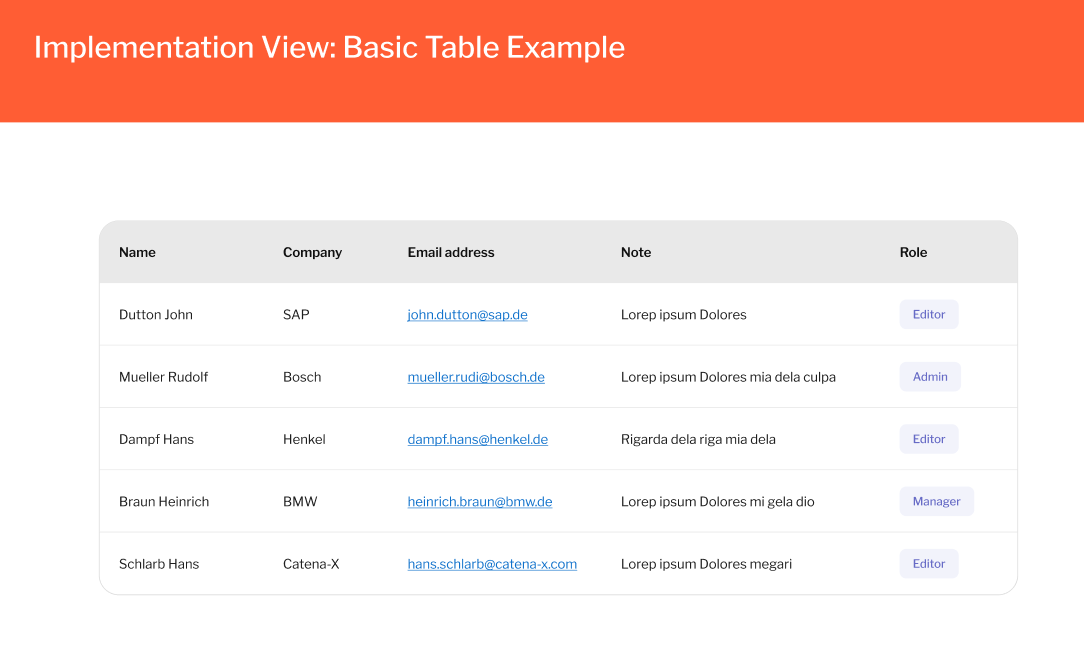 Implementation View: Basic Table Example
Name Company Email address Note Role
Dutton John SAP john.dutton@sap.de Lorep ipsum Dolores Editor
Mueller Rudolf Bosch mueller.rudi@bosch.de Lorep ipsum Dolores mia dela culpa Admin
Dampf Hans Henkel dampf.hans@henkel.de Rigarda dela riga mia dela Editor
Braun Heinrich BMW heinrich.braun@bmw.de Lorep ipsum Dolores mi gela dio Manager
Schlarb Hans Catena-X hans.schlarb@catena-x.com Lorep ipsum Dolores megari Editor